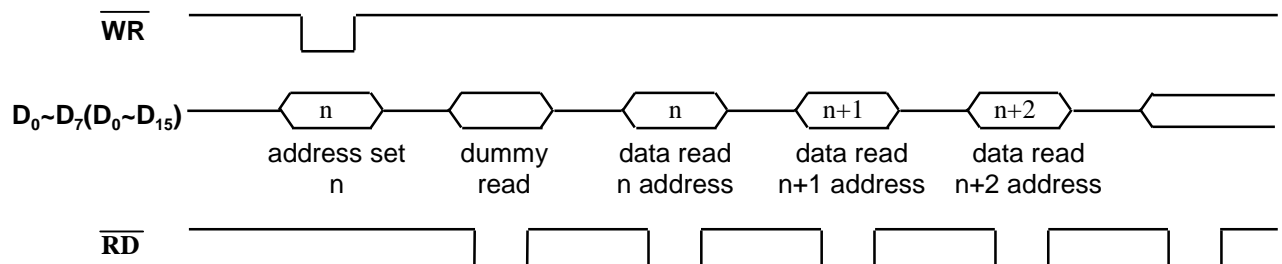 WR
D0~D7(D0~D15)
n
n
n+1
n+2
address set
n
dummy
read
data read
n address
data read
n+1 address
data read
n+2 address
RD